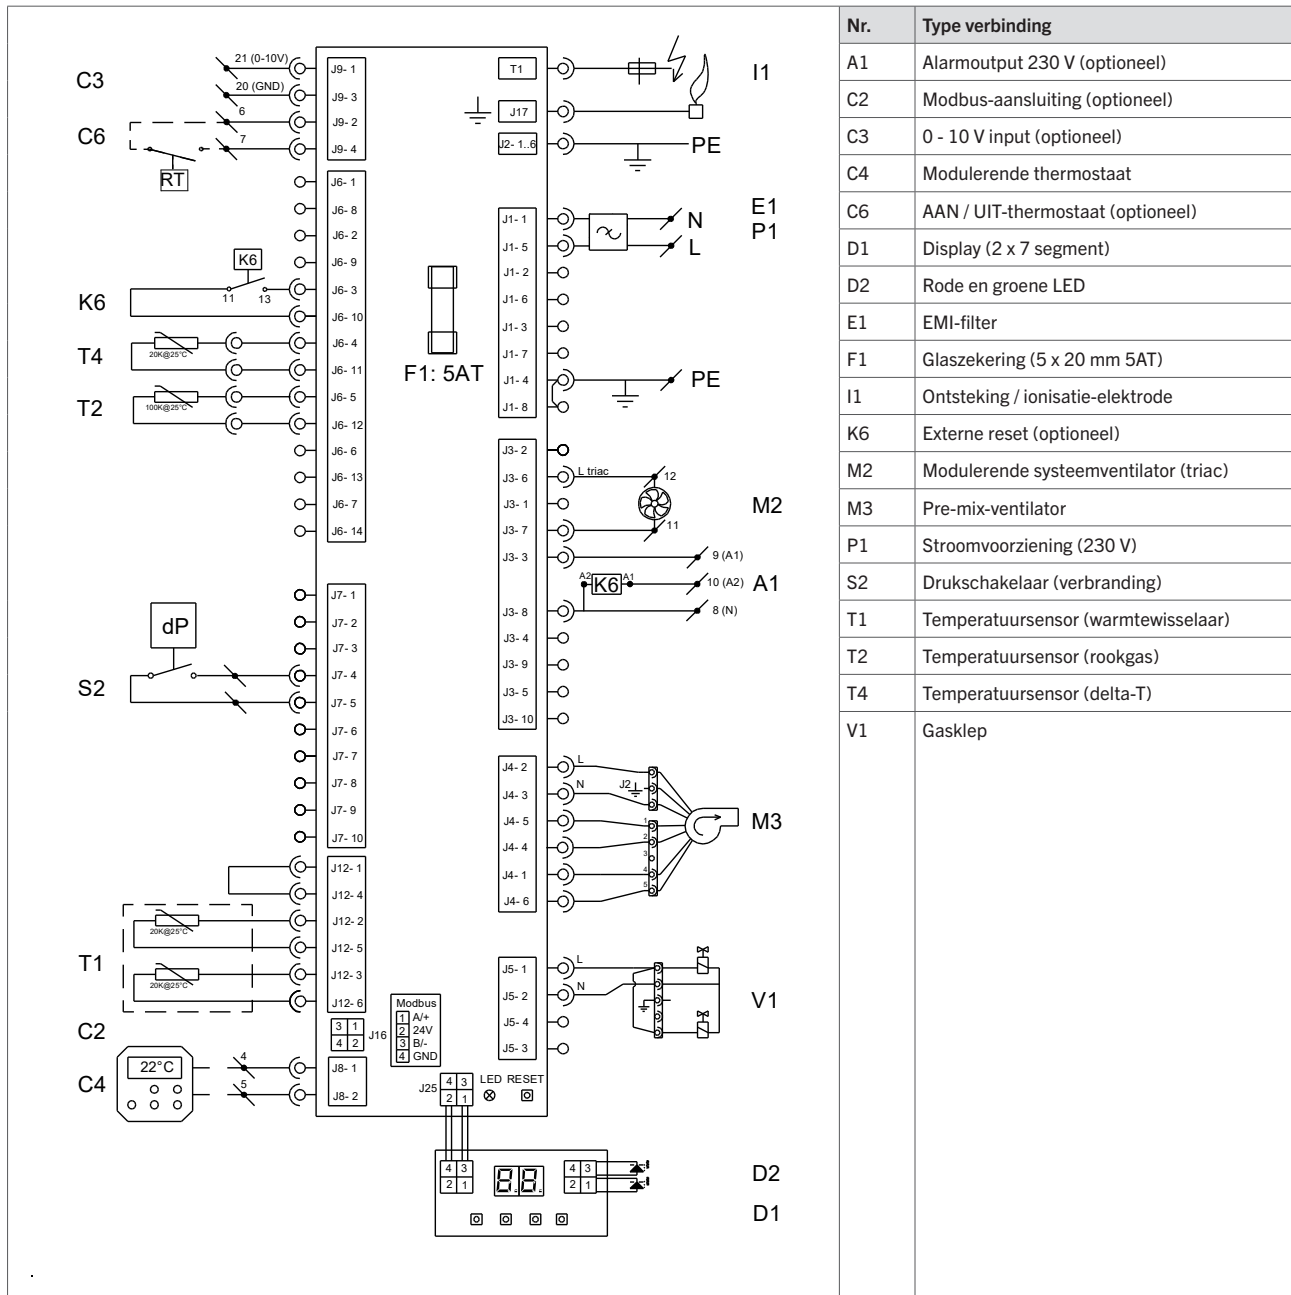 C3
21 (0-10V)
J9- 1
20 (GND)
J9- 3
C6
6
J9- 2
7
J9- 4
RT
J6- 1
J6- 8
J6- 2
J6- 9
K6
K6
11
13
J6- 3
J6- 10
T4
20K@25°C
J6- 4
J6- 11
T2
100K@25°C
J6- 5
J6- 12
J6- 6
J6- 13
J6- 7
J6- 14
J7- 1
dP
J7- 2
J7- 3
S2
J7- 4
J7- 5
J7- 6
J7- 7
J7- 8
J7- 9
J7- 10
J12- 1
J12- 4
T1
20K@25°C
J12- 2
J12- 5
20K@25°C
J12- 3
J12- 6
C2
3 1
4 2
J16
Modbus
1 A/+
2 24V
3 B/-
4 GND
C4
22°C
4
J8- 1
5
J8- 2
F1: 5AT
T1
I1
J17
J2- 1..6
PE
J1- 1
N
E1
P1
J1- 5
L
J1- 2
J1- 6
J1- 3
J1- 7
J1- 4
PE
J1- 8
J3- 2
J3- 6
L triac
12
J3- 1
M2
J3- 7
11
J3- 3
9 (A1)
A2
K6
A1
10 (A2)
A1
J3- 8
8 (N)
J3- 4
J3- 9
J3- 5
J3- 10
J4- 2
L
J4- 3
N
J2
J4- 5
1
M3
J4- 4
2
3
J4- 1
4
J4- 6
5
J5- 1
L
J5- 2
N
V1
J5- 4
J5- 3
J25
4 3
2 1
LED
RESET
4 3
2 1
88
4 3
2 1
D2
D1
Nr. Type verbinding
A1 Alarmoutput 230 V (optioneel)
C2 Modbus-aansluiting (optioneel)
C3 0 - 10 V input (optioneel)
C4 Modulerende thermostaat
C6 AAN / UIT-thermostaat (optioneel)
D1 Display (2 x 7 segment)
D2 Rode en groene LED
E1 EMI-filter
F1 Glaszekering (5 x 20 mm 5AT)
I1 Ontsteking / ionisatie-elektrode
K6 Externe reset (optioneel)
M2 Modulerende systeemventilator (triac)
M3 Pre-mix-ventilator
P1 Stroomvoorziening (230 V)
S2 Drukschakelaar (verbranding)
T1 Temperatuursensor (warmtewisselaar)
T2 Temperatuursensor (rookgas)
T4 Temperatuursensor (delta-T)
V1 Gasklep